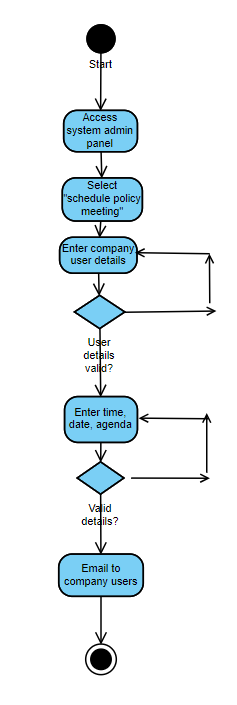 Start
Access
system admin
panel
Select
"schedule policy
meeting"
Enter company
user details
User
details
valid?
Enter time,
date, agenda
Valid
details?
Email to
company users